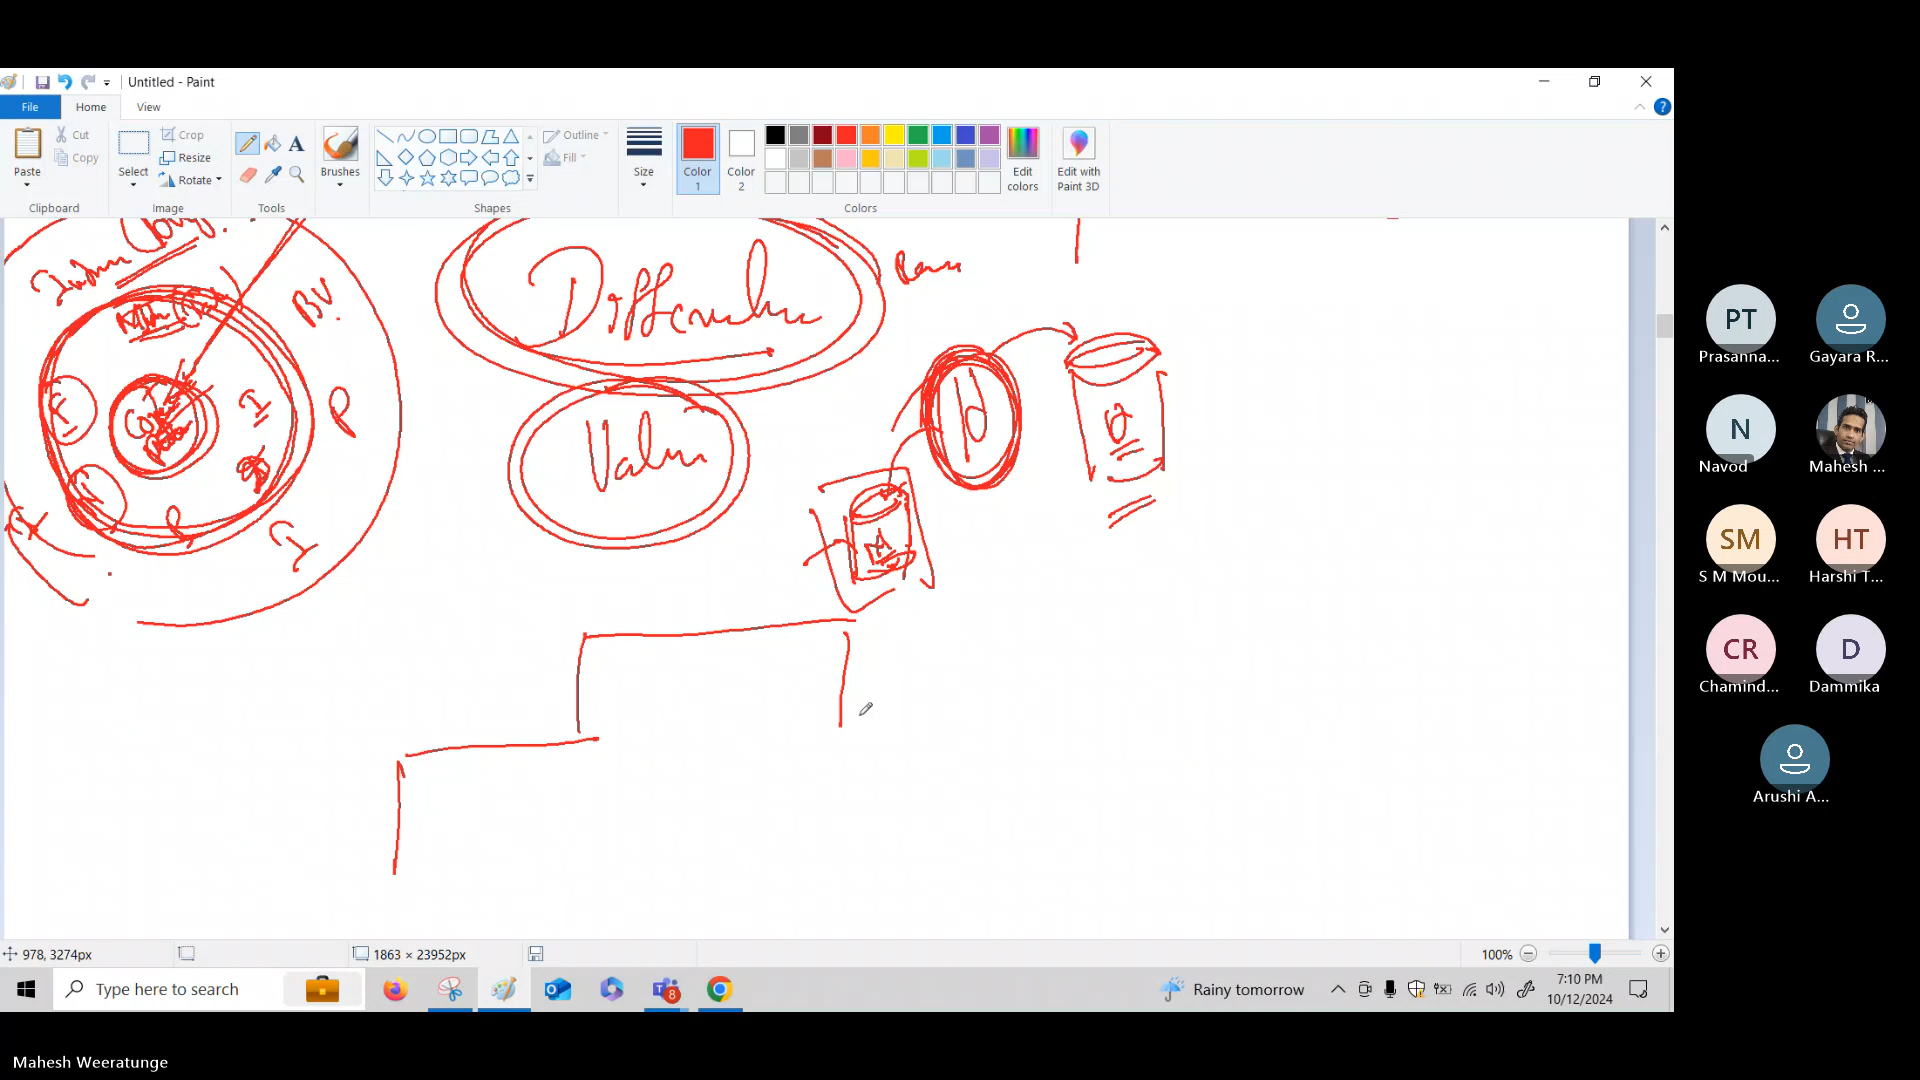 Untitled - Paint
File
Home
View
Paste
Cut
Copy
Clipboard
Select
Crop
Resize
Rotate
Image
A
Tools
Brushes
Shapes
Outline
Fill
Size
Color
1
Color
2
Edit
colors
Edit with
Paint 3D
Colors
B.V.
P
I
I
978, 3274px
1863 × 23952px
100%
Type here to search
8
Rainy tomorrow
7:10 PM
10/12/2024
PT
Prasanna...
Gayara R...
N
Navod
Mahesh ...
SM
S M Mou...
HT
Harshi T...
CR
Chamind...
D
Dammika
Arushi A...
Mahesh Weeratunge